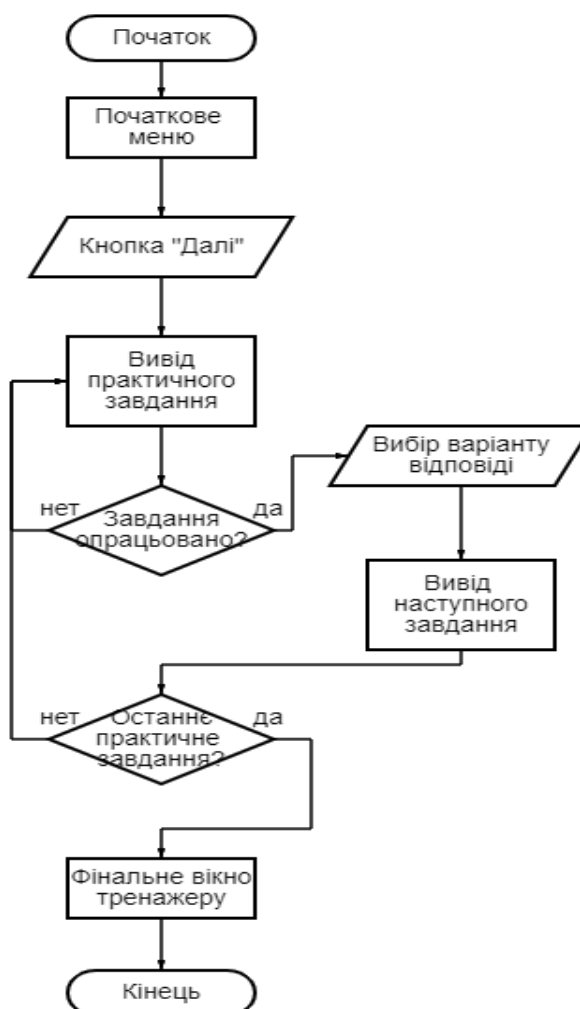 Початок
Початкове
меню
Кнопка "Далі"
Вивід
практичного
завдання
Вибір варіанту
відповіді
нет
да
Завдання
опрацьовано?
Вивід
наступного
завдання
нет
да
Останнє
практичне
завдання?
Фінальне вікно
тренажеру
Кінець